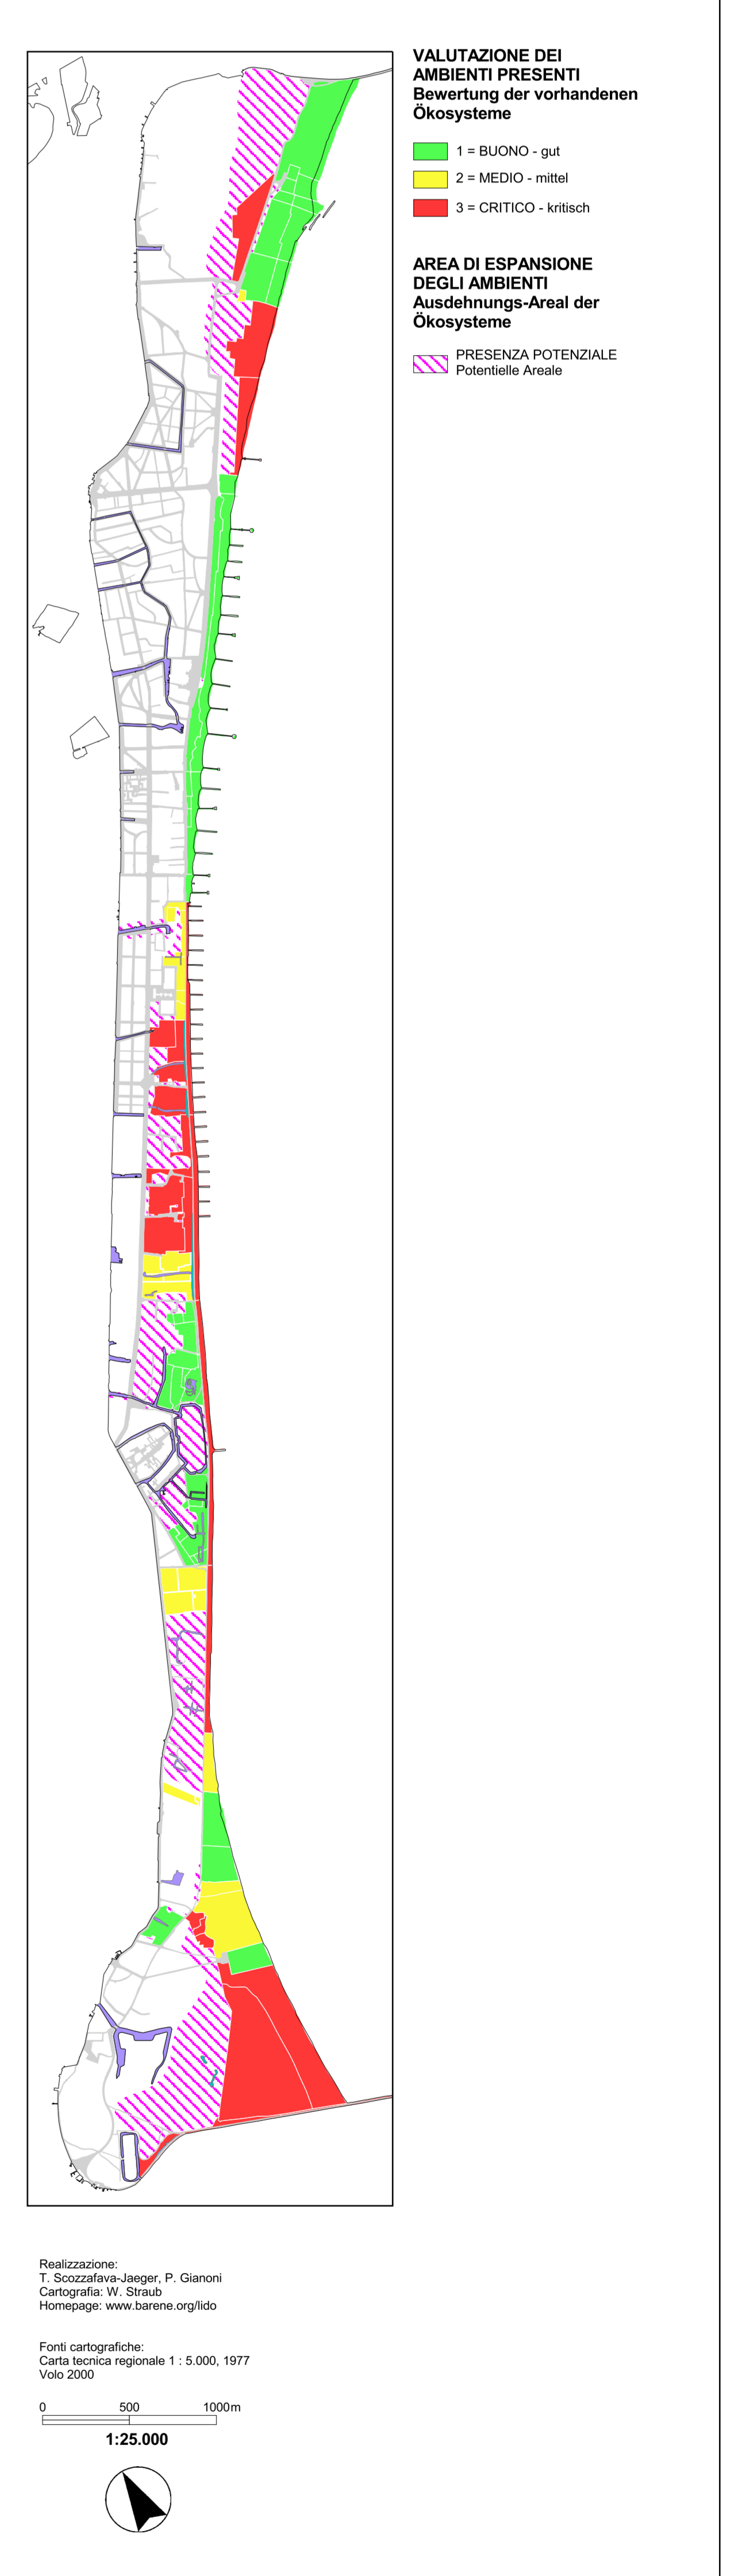 VALUTAZIONE DEI
AMBIENTI PRESENTI
Bewertung der vorhandenen
Ökosysteme
1 = BUONO - gut
2 = MEDIO - mittel
3 = CRITICO - kritisch
AREA DI ESPANSIONE
DEGLI AMBIENTI
Ausdehnungs-Areal der
Ökosysteme
PRESENZA POTENZIALE
Potentielle Areale
Realizzazione:
T. Scozzafava-Jaeger, P. Gianoni
Cartografia: W. Straub
Homepage: www.barene.org/lido
Fonti cartografiche:
Carta tecnica regionale 1 : 5.000, 1977
Volo 2000
0 500 1000m
1:25.000